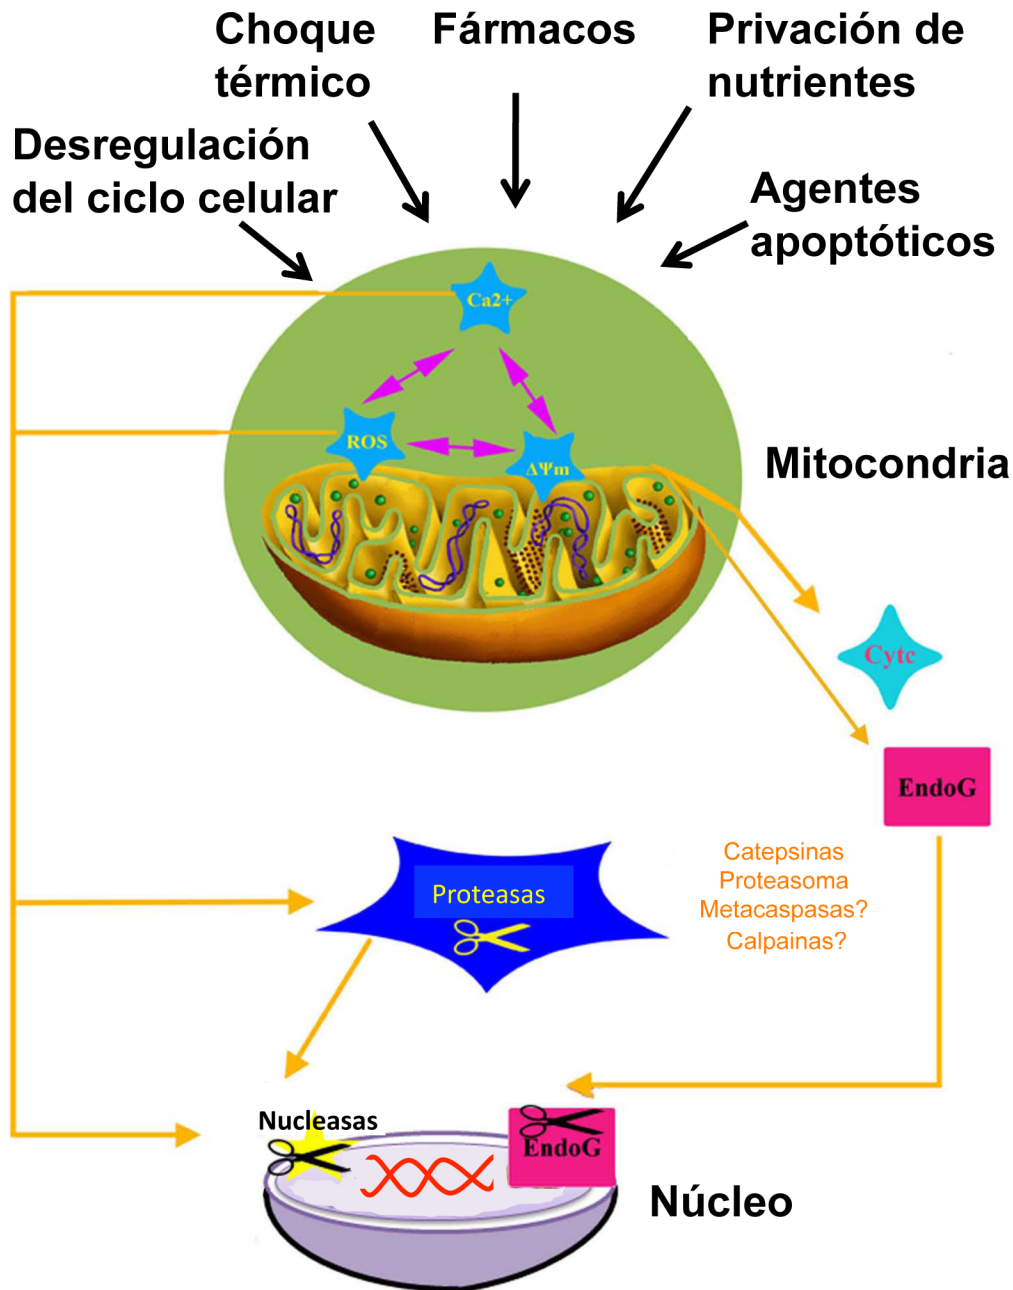 Choque
térmico
Fármacos
Privación de
nutrientes
Desregulación
del ciclo celular
Agentes
apoptóticos
Ca2+
ROS
ΔΨm
Mitocondria
Cytc
EndoG
Catepsinas
Proteasoma
Metacaspasas?
Calpainas?
Proteasas
Nucleasas
EndoG
Núcleo